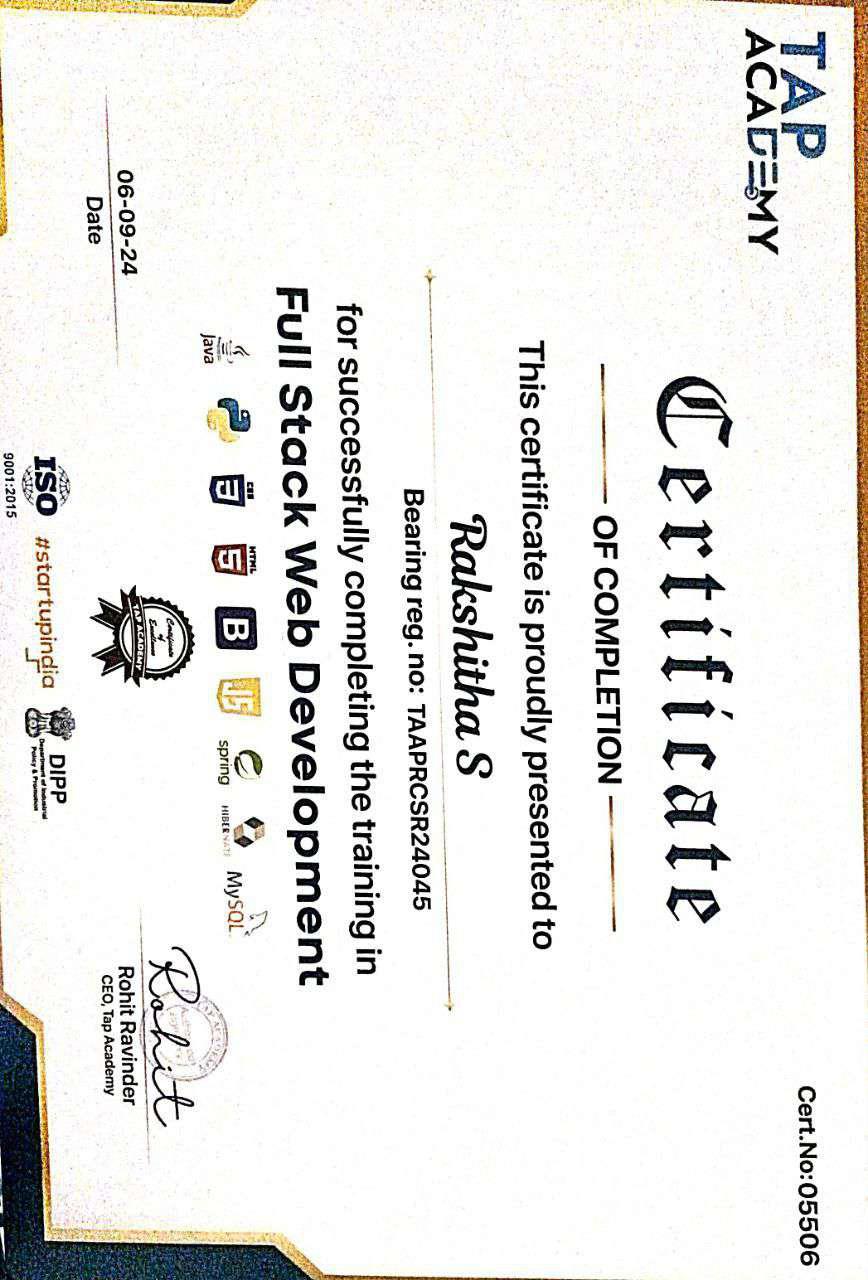 TAP
ACADEMY
Cert.No:05506
Certificate
OF COMPLETION
This certificate is proudly presented to
Rakshitha S
Bearing reg. no: TAAPRCSR24045
for successfully completing the training in
Full Stack Web Development
Java
CSS
3
HTML
5
B
JS
spring
HIBERNATE
MySQL
Certificate
of
Excellence
TAP ACADEMY
06-09-24
Date
TAP ACADEMY
Rohit
Rohit Ravinder
CEO, Tap Academy
ISO
9001:2015
#startupindia
DIPP
Department of Industrial
Policy & Promotion